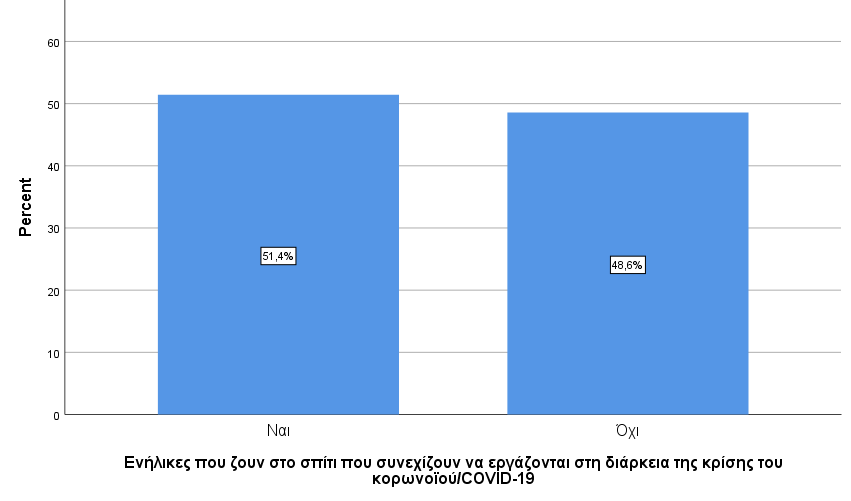 60
50
40
30
20
10
0
Percent
51,4%
48,6%
Ναι
Όχι
Ενήλικες που ζουν στο σπίτι που συνεχίζουν να εργάζονται στη διάρκεια της κρίσης του
κορωνοϊού/COVID-19